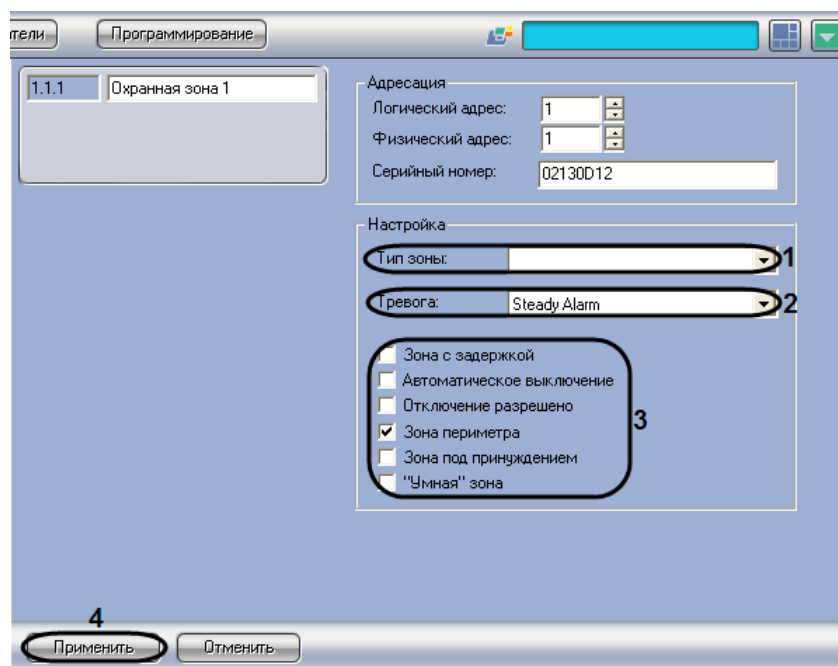 тели Программирование
1.1.1 Охранная зона 1
Адресация
Логический адрес: 1
Физический адрес: 1
Серийный номер: 02130D12
Настройка
Тип зоны: 1
Тревога: Steady Alarm 2
Зона с задержкой
Автоматическое выключение
Отключение разрешено
3
Зона периметра
Зона под принуждением
"Умная" зона
4
Применить Отменить